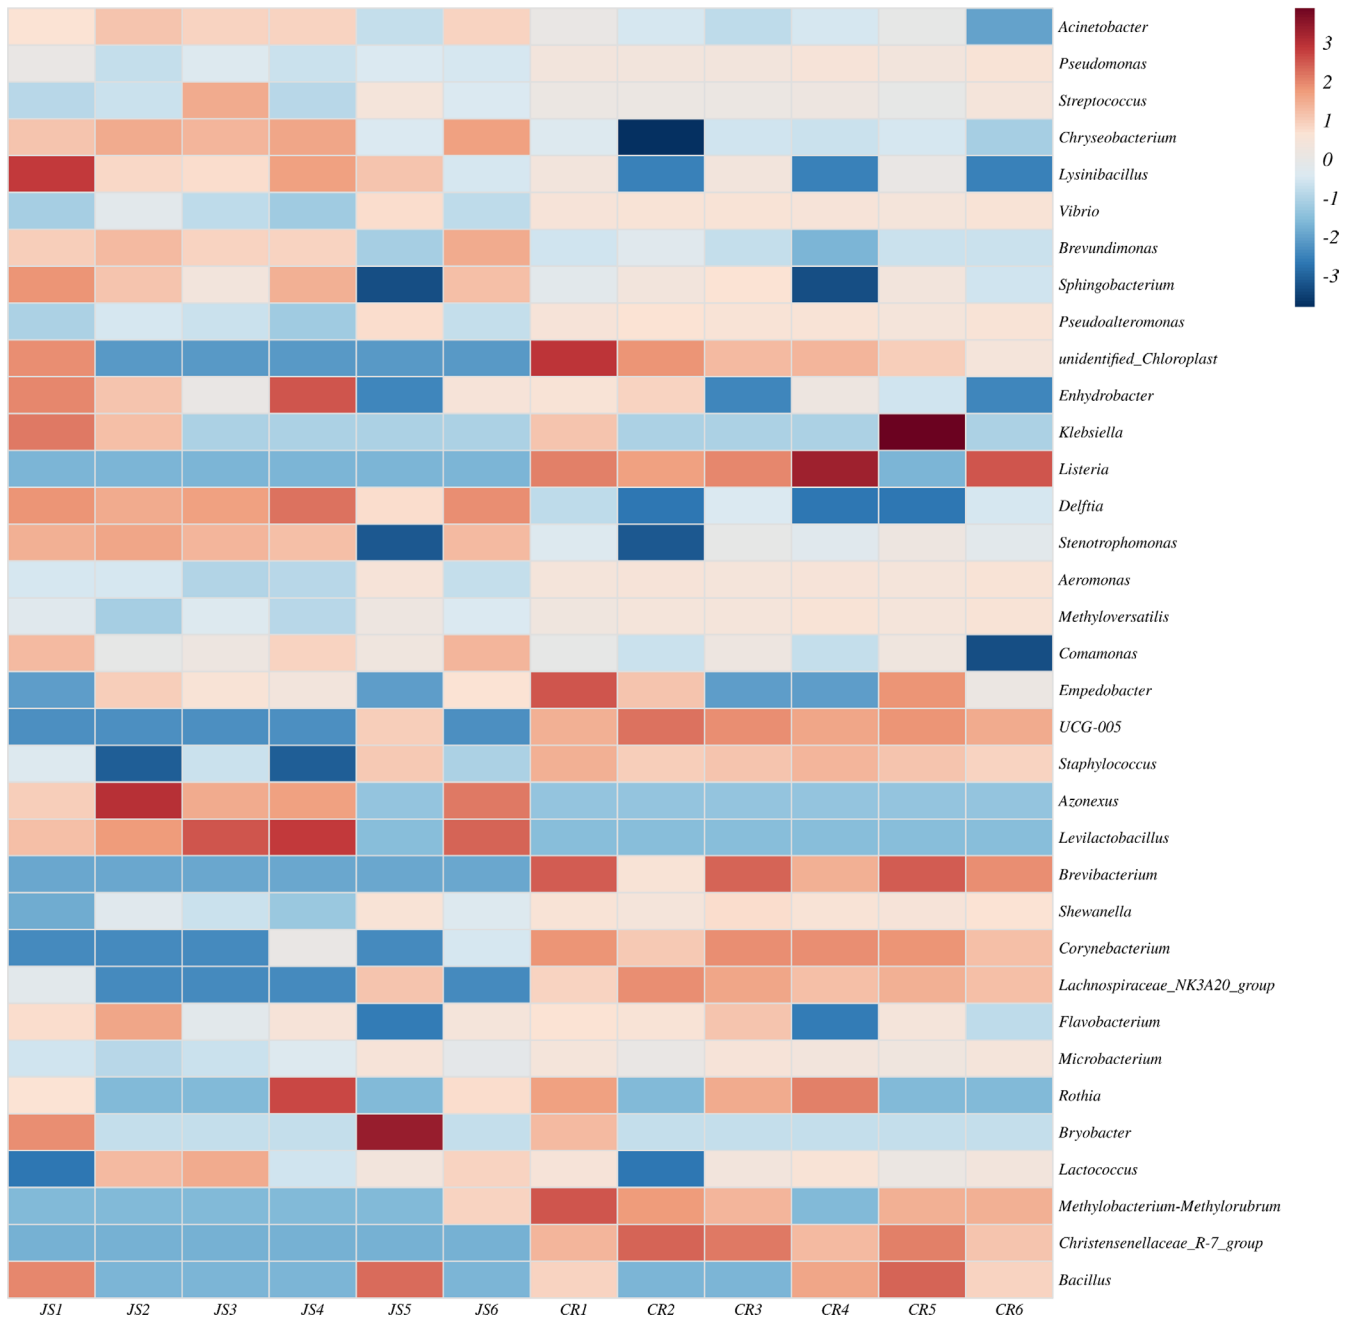 Acinetobacter
Pseudomonas
Streptococcus
Chryseobacterium
Lysinibacillus
Vibrio
Brevundimonas
Sphingobacterium
Pseudoalteromonas
unidentified_Chloroplast
Enhydrobacter
Klebsiella
Listeria
Delftia
Stenotrophomonas
Aeromonas
Methyloversatilis
Comamonas
Empedobacter
UCG-005
Staphylococcus
Azonexus
Levilactobacillus
Brevibacterium
Shewanella
Corynebacterium
Lachnospiraceae_NK3A20_group
Flavobacterium
Microbacterium
Rothia
Bryobacter
Lactococcus
Methylobacterium-Methylorubrum
Christensenellaceae_R-7_group
Bacillus
JS1 JS2 JS3 JS4 JS5 JS6 CR1 CR2 CR3 CR4 CR5 CR6
3
2
1
0
-1
-2
-3